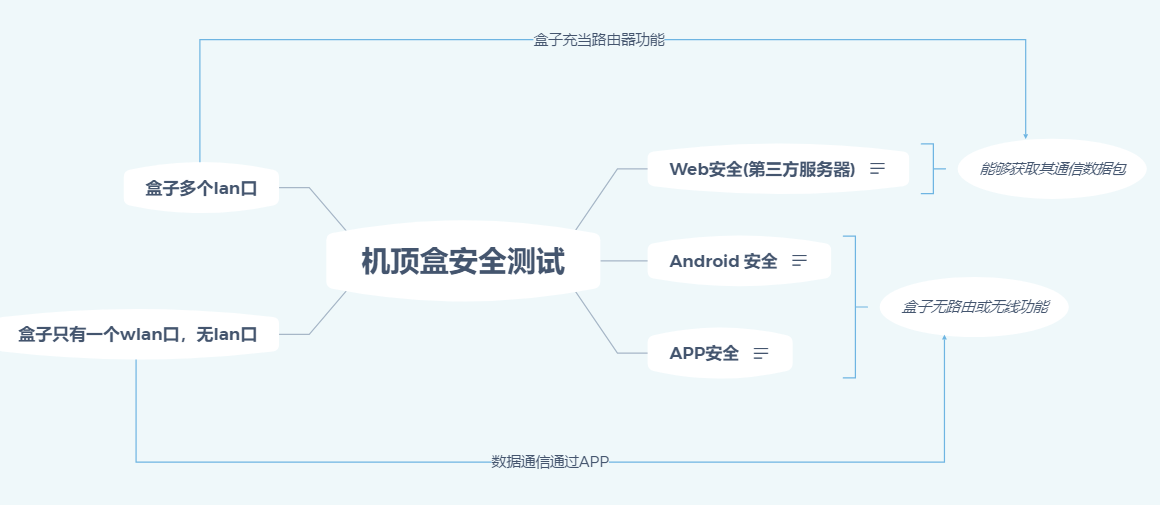 盒子充当路由器功能
Web安全(第三方服务器)
能够获取其通信数据包
盒子多个lan口
机顶盒安全测试
Android 安全
盒子无路由或无线功能
盒子只有一个wlan口，无lan口
APP安全
数据通信通过APP